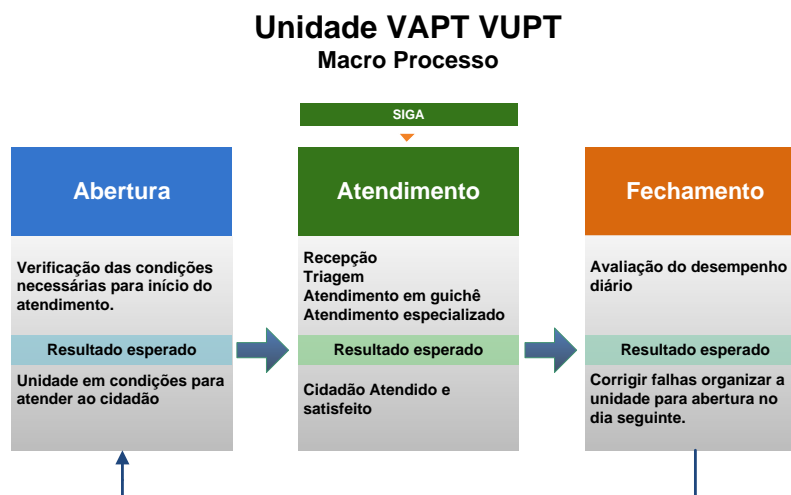 Unidade VAPT VUPT
Macro Processo
SIGA
Abertura
Verificação das condições
necessárias para início do
atendimento.
Resultado esperado
Unidade em condições para
atender ao cidadão
Atendimento
Recepção
Triagem
Atendimento em guichê
Atendimento especializado
Resultado esperado
Cidadão Atendido e
satisfeito
Fechamento
Avaliação do desempenho
diário
Resultado esperado
Corrigir falhas organizar a
unidade para abertura no
dia seguinte.